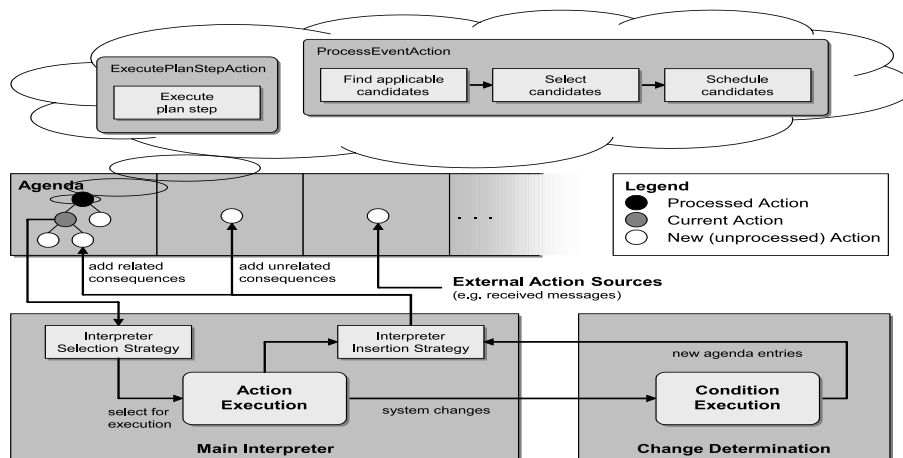 ProcessEventAction
ExecutePlanStepAction
Execute
plan step
Find applicable
candidates
Select
candidates
Schedule
candidates
Agenda
. . .
Legend
Processed Action
Current Action
New (unprocessed) Action
add related
consequences
add unrelated
consequences
External Action Sources
(e.g. received messages)
Interpreter
Selection Strategy
Interpreter
Insertion Strategy
new agenda entries
Action
Execution
Condition
Execution
select for
execution
system changes
Main Interpreter
Change Determination